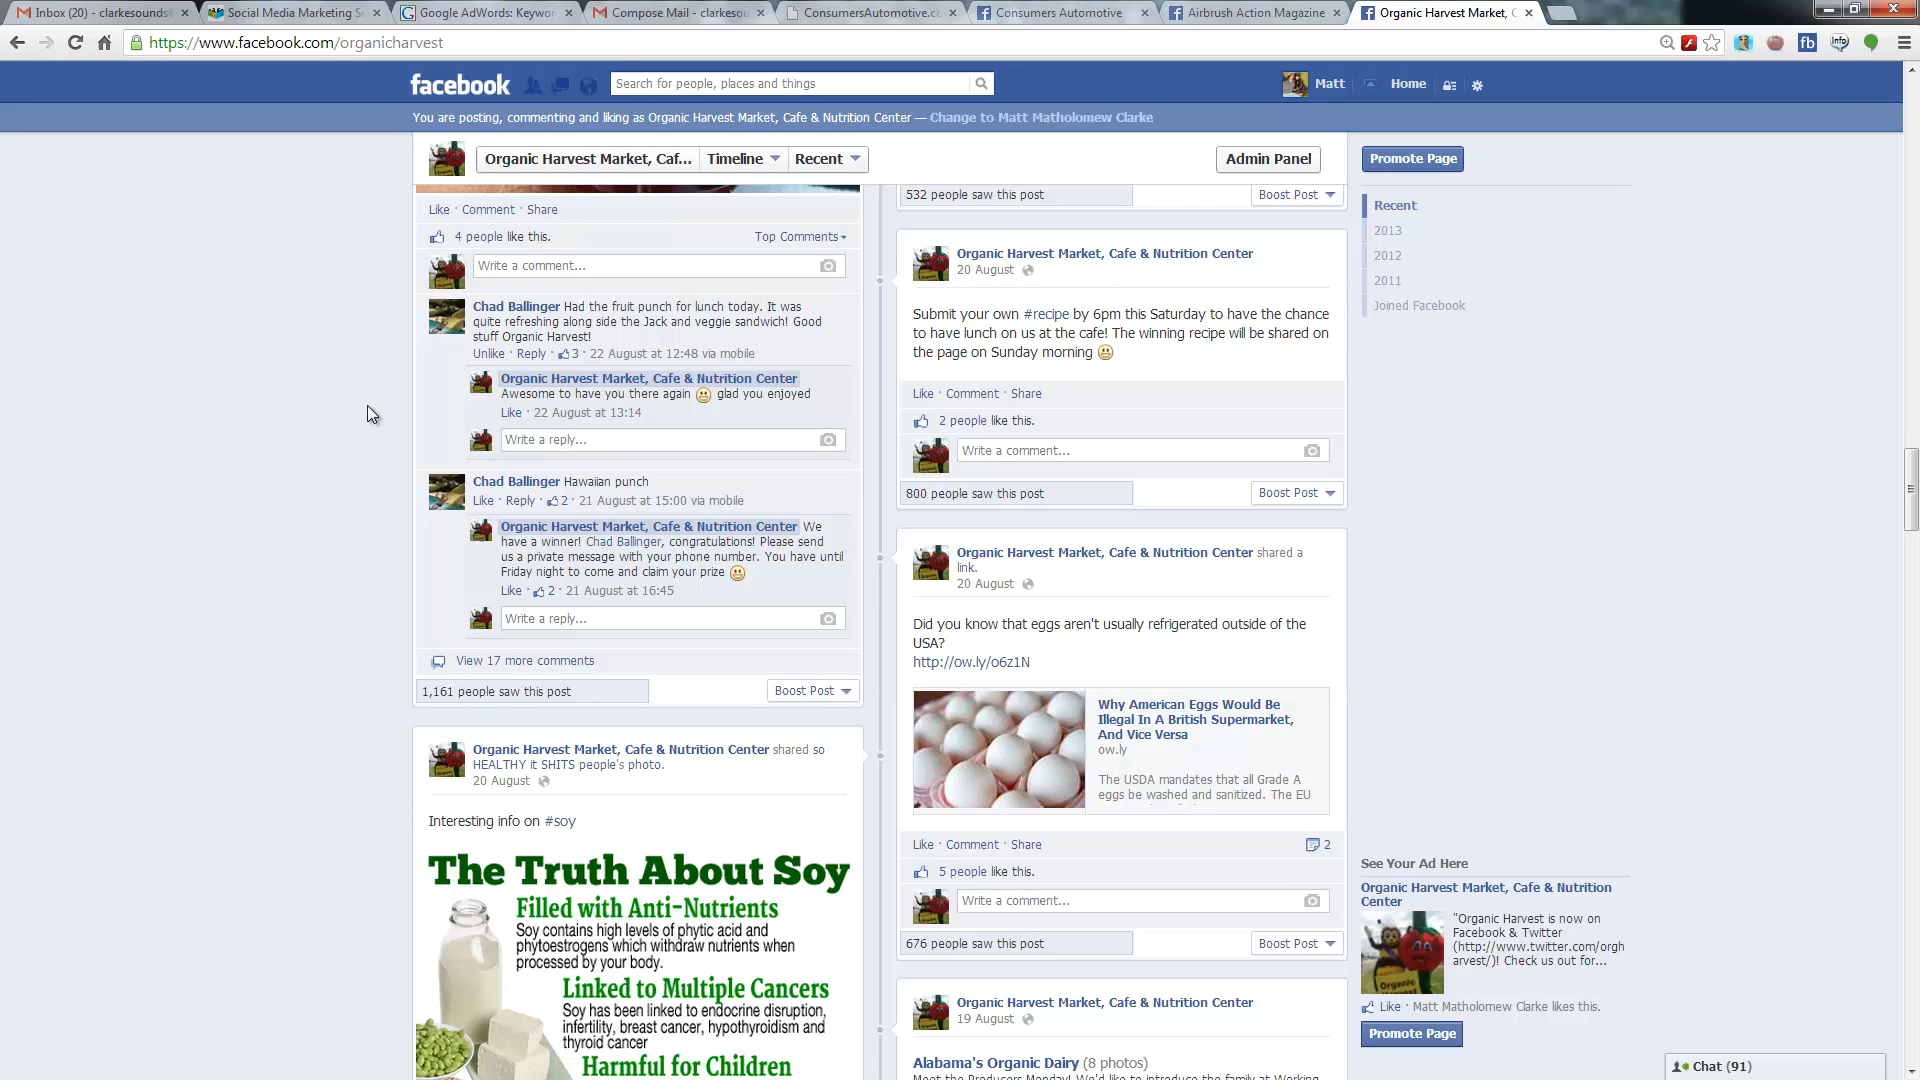 Inbox (20) - clarkesounds
Social Media Marketing S
Google AdWords: Keywor
Compose Mail - clarkesou
ConsumersAutomotive.c
Consumers Automotive
Airbrush Action Magazine
Organic Harvest Market, C
https://www.facebook.com/organicharvest
facebook
Search for people, places and things
Matt
Home
You are posting, commenting and liking as Organic Harvest Market, Cafe & Nutrition Center — Change to Matt Matholomew Clarke
Organic Harvest Market, Caf...
Timeline
Recent
Admin Panel
Like · Comment · Share
4 people like this.
Top Comments
Write a comment...
Chad Ballinger Had the fruit punch for lunch today. It was
quite refreshing along side the Jack and veggie sandwich! Good
stuff Organic Harvest!
Unlike · Reply · 3 · 22 August at 12:48 via mobile
Organic Harvest Market, Cafe & Nutrition Center
Awesome to have you there again glad you enjoyed
Like · 22 August at 13:14
Write a reply...
Chad Ballinger Hawaiian punch
Like · Reply · 2 · 21 August at 15:00 via mobile
Organic Harvest Market, Cafe & Nutrition Center We
have a winner! Chad Ballinger, congratulations! Please send
us a private message with your phone number. You have until
Friday night to come and claim your prize
Like · 2 · 21 August at 16:45
Write a reply...
View 17 more comments
1,161 people saw this post
Boost Post
Organic Harvest Market, Cafe & Nutrition Center shared so
HEALTHY it SHITS people's photo.
20 August
Interesting info on #soy
The Truth About Soy
Filled with Anti-Nutrients
Soy contains high levels of phytic acid and
phytoestrogens which withdraw nutrients when
processed by your body.
Linked to Multiple Cancers
Soy has been linked to endocrine disruption,
infertility, breast cancer, hypothyroidism and
thyroid cancer
Harmful for Children
532 people saw this post
Boost Post
Organic Harvest Market, Cafe & Nutrition Center
20 August
Submit your own #recipe by 6pm this Saturday to have the chance
to have lunch on us at the cafe! The winning recipe will be shared on
the page on Sunday morning
Like · Comment · Share
2 people like this.
Write a comment...
800 people saw this post
Boost Post
Organic Harvest Market, Cafe & Nutrition Center shared a
link.
20 August
Did you know that eggs aren't usually refrigerated outside of the
USA?
http://ow.ly/o6z1N
Why American Eggs Would Be
Illegal In A British Supermarket,
And Vice Versa
ow.ly
The USDA mandates that all Grade A
eggs be washed and sanitized. The EU
Like · Comment · Share
2
5 people like this.
Write a comment...
676 people saw this post
Boost Post
Organic Harvest Market, Cafe & Nutrition Center
19 August
Alabama's Organic Dairy (8 photos)
Meet the Producers Monday! We'd like to introduce the family at Working
Promote Page
Recent
2013
2012
2011
Joined Facebook
See Your Ad Here
Organic Harvest Market, Cafe & Nutrition
Center
"Organic Harvest is now on
Facebook & Twitter
(http://www.twitter.com/orgh
arvest/)! Check us out for...
Like · Matt Matholomew Clarke likes this.
Promote Page
Chat (91)